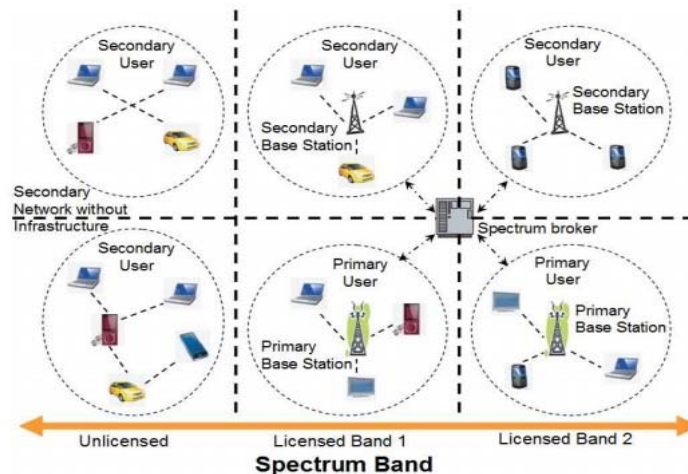 Secondary
User
Secondary
User
Secondary
Base Station
Secondary
User
Secondary
Base Station
Secondary
Network without
Infrastructure
Spectrum broker
Secondary
User
Primary
User
Primary
Base Station
Primary
User
Primary
Base Station
Unlicensed
Licensed Band 1
Licensed Band 2
Spectrum Band